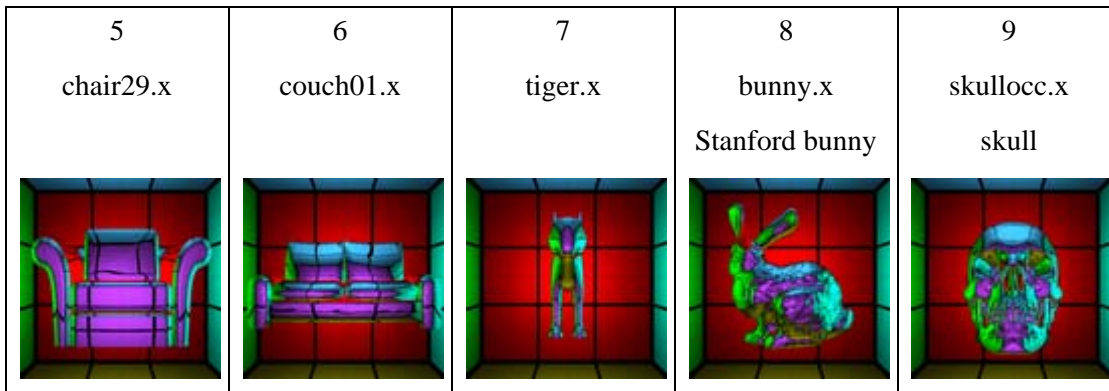 5
chair29.x
6
couch01.x
7
tiger.x
8
bunny.x
Stanford bunny
9
skullocc.x
skull